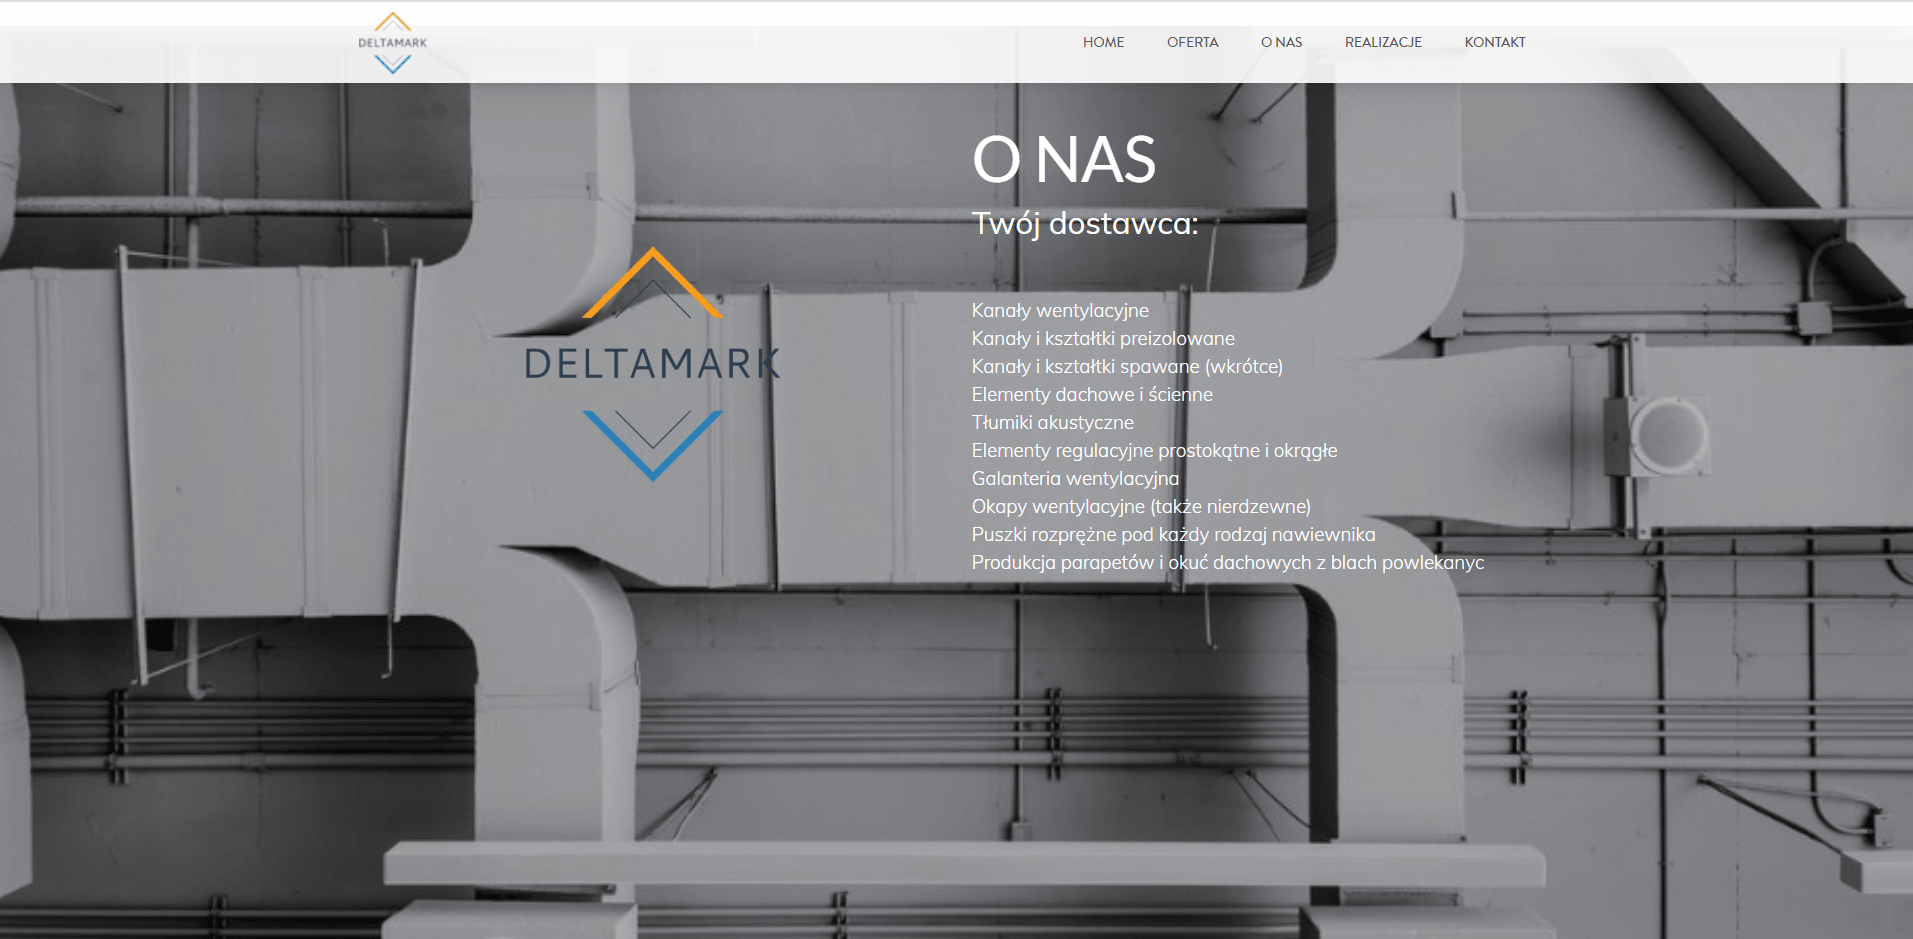 DELTAMARK
HOME OFERTA O NAS REALIZACJE KONTAKT
O NAS
Twój dostawca:
DELTAMARK
Kanały wentylacyjne
Kanały i kształtki preizolowane
Kanały i kształtki spawane (wkrótce)
Elementy dachowe i ścienne
Tłumiki akustyczne
Elementy regulacyjne prostokątne i okrągłe
Galanteria wentylacyjna
Okapy wentylacyjne (także nierdzewne)
Puszki rozprężne pod każdy rodzaj nawiewnika
Produkcja parapetów i okuć dachowych z blach powlekanyc